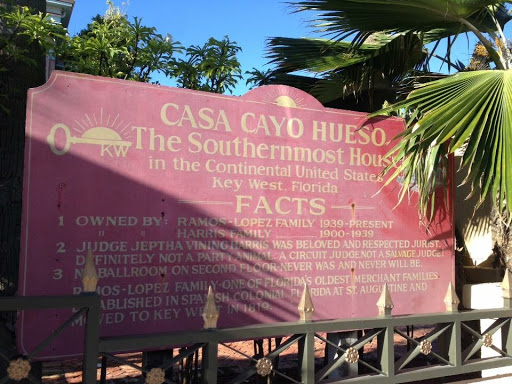 CASA CAYO HUESO
The Southernmost House
in the Continental United States
Key West, Florida
KW
FACTS
1 OWNED BY: RAMOS-LOPEZ FAMILY 1939-PRESENT
" " HARRIS FAMILY 1900-1939
2 JUDGE JEPTHA VINING HARRIS WAS BELOVED AND RESPECTED JURIST.
DEFINITELY NOT A PARTY ANIMAL-A CIRCUIT JUDGE NOT A SALVAGE JUDGE!
3 NO BALLROOM ON SECOND FLOOR NEVER WAS AND NEVER WILL BE.
RAMOS-LOPEZ FAMILY-ONE OF FLORIDA'S OLDEST MERCHANT FAMILIES
ESTABLISHED IN SPANISH COLONIAL FLORIDA AT ST. AUGUSTINE AND
MOVED TO KEY WEST IN